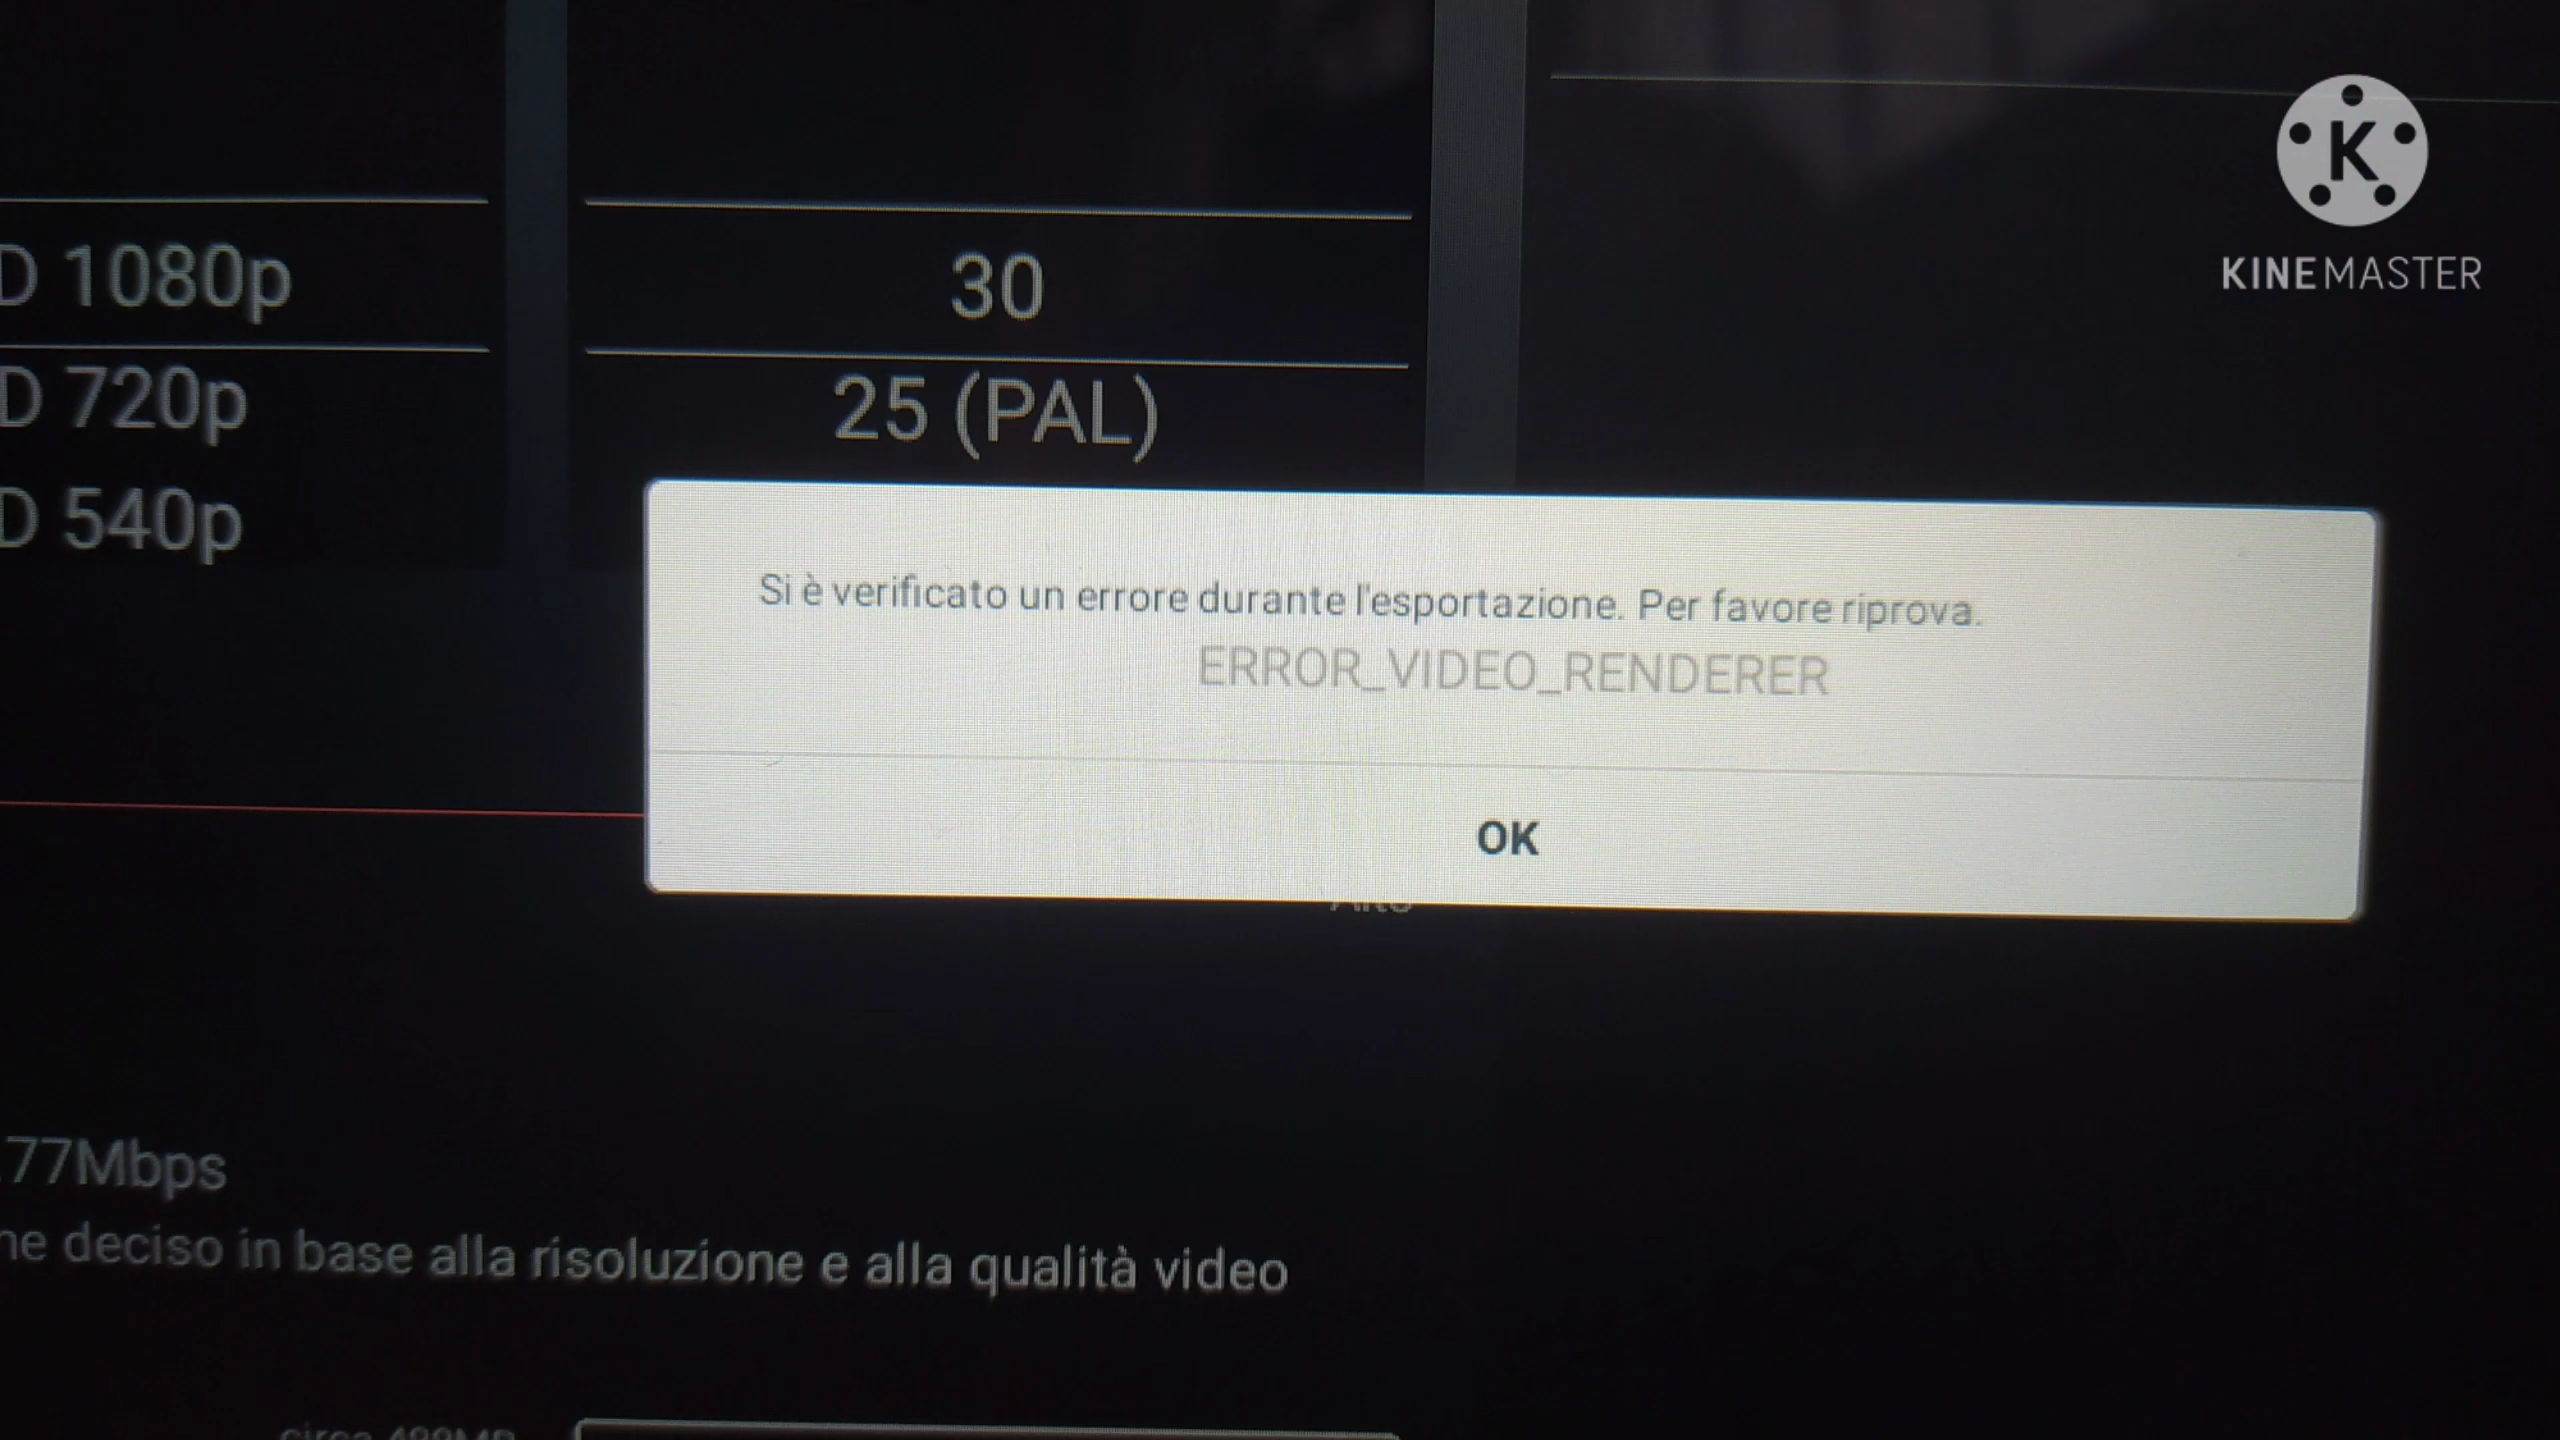 KINEMASTER
D 1080p
30
D 720p
25 (PAL)
D 540p
Si è verificato un errore durante l'esportazione. Per favore riprova.
ERROR_VIDEO_RENDERER
OK
77Mbps
ne deciso in base alla risoluzione e alla qualità video